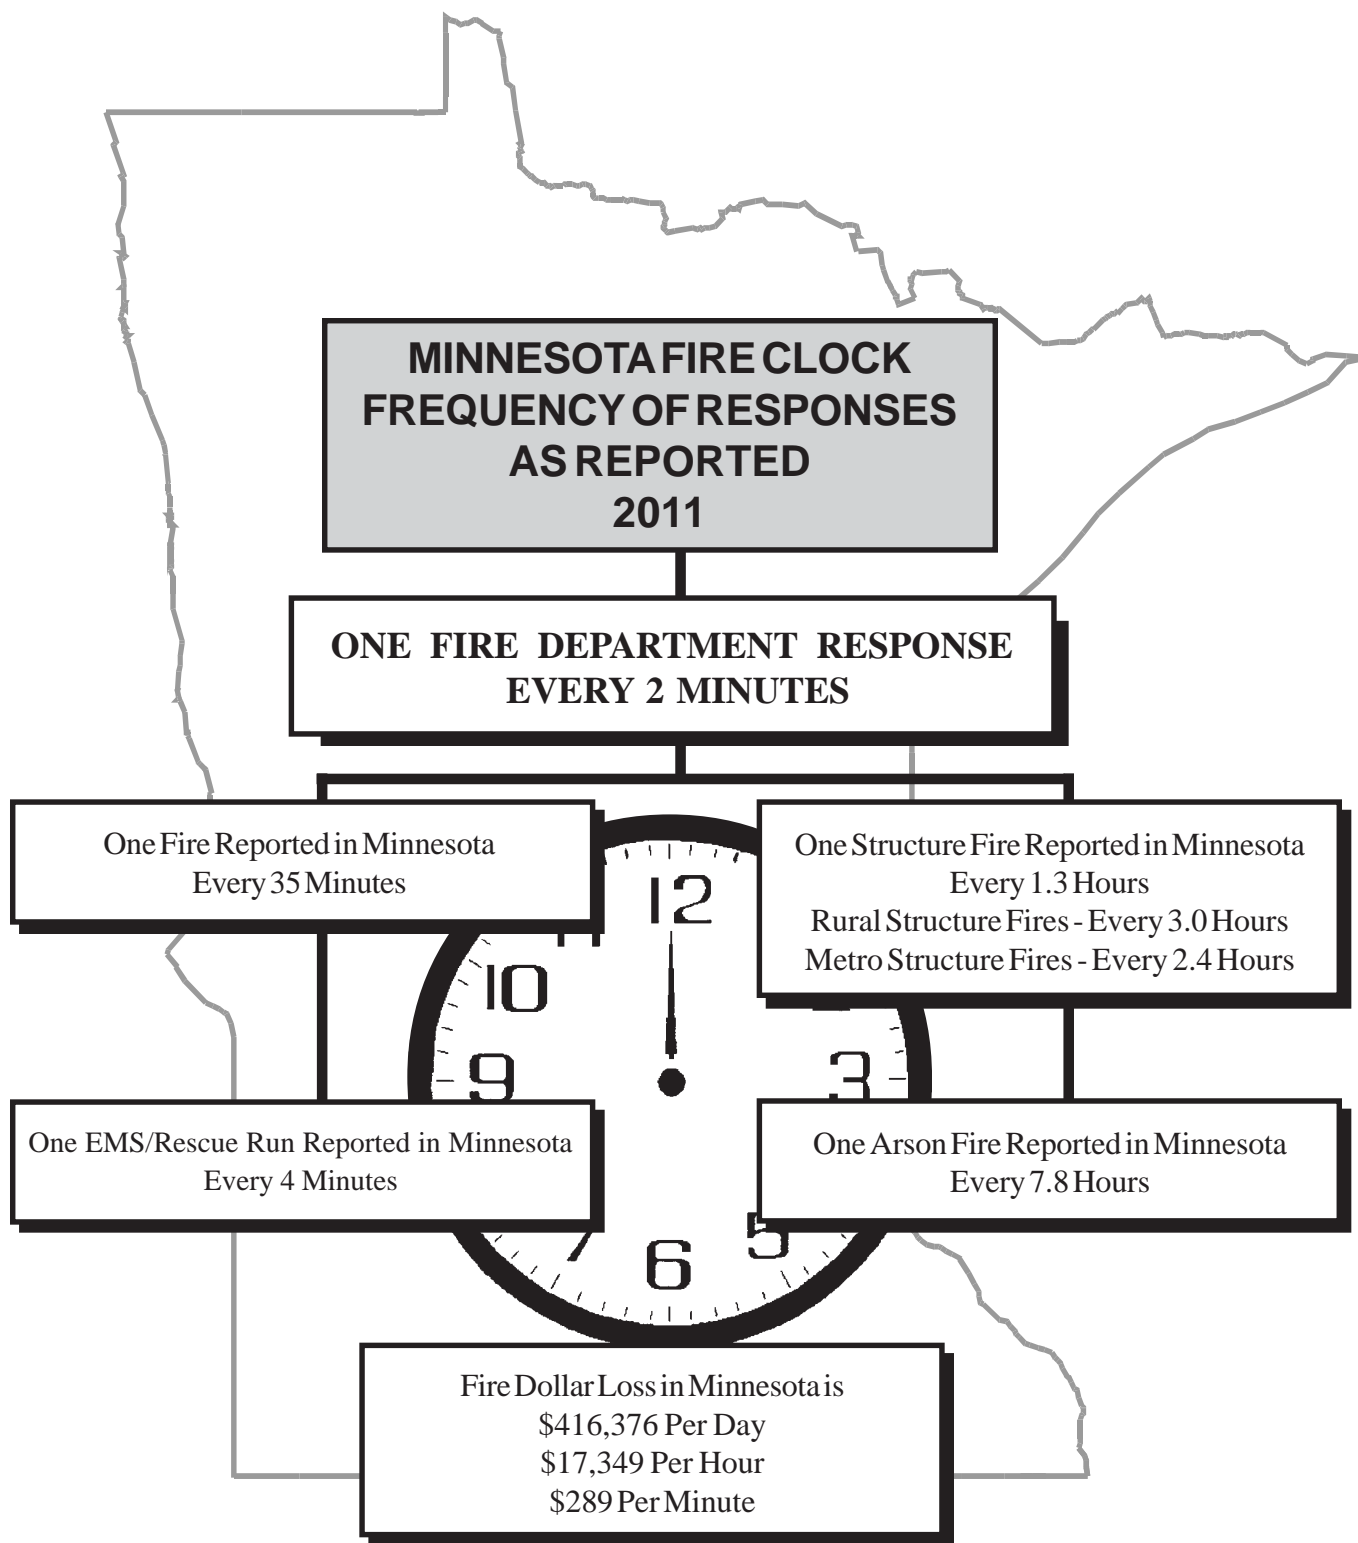 MINNESOTA FIRE CLOCK
FREQUENCY OF RESPONSES
AS REPORTED
2011
ONE FIRE DEPARTMENT RESPONSE
EVERY 2 MINUTES
One Fire Reported in Minnesota
Every 35 Minutes
One Structure Fire Reported in Minnesota
Every 1.3 Hours
Rural Structure Fires - Every 3.0 Hours
Metro Structure Fires - Every 2.4 Hours
12
10
9
3
One EMS/Rescue Run Reported in Minnesota
Every 4 Minutes
One Arson Fire Reported in Minnesota
Every 7.8 Hours
7
6
5
Fire Dollar Loss in Minnesota is
$416,376 Per Day
$17,349 Per Hour
$289 Per Minute